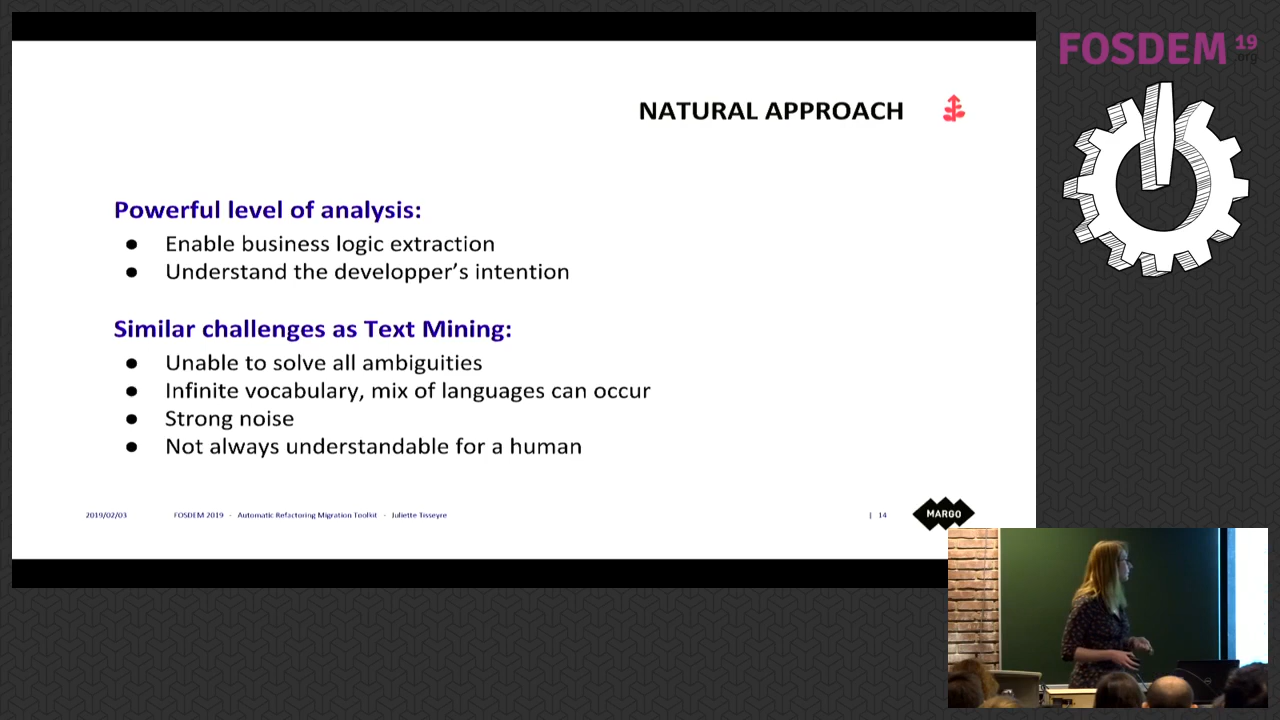 FOSDEM 19
.org
NATURAL APPROACH
Powerful level of analysis:
● Enable business logic extraction
● Understand the developper's intention
Similar challenges as Text Mining:
● Unable to solve all ambiguities
● Infinite vocabulary, mix of languages can occur
● Strong noise
● Not always understandable for a human
2019/02/03
FOSDEM 2019 - Automatic Refactoring Migration Toolkit - Juliette Tisseyre
| 14
MARGO